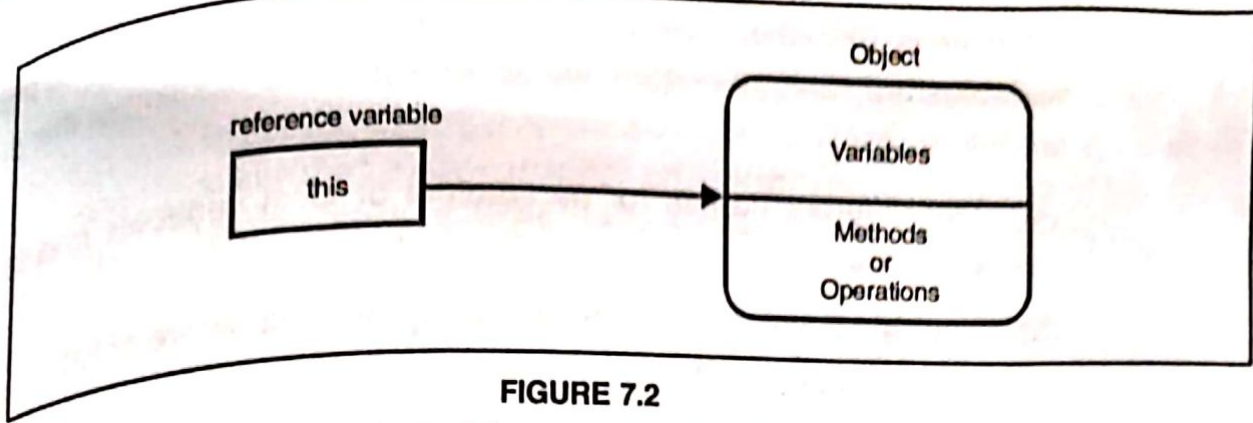 Object
reference variable
this
Variables
Methods
or
Operations
FIGURE 7.2